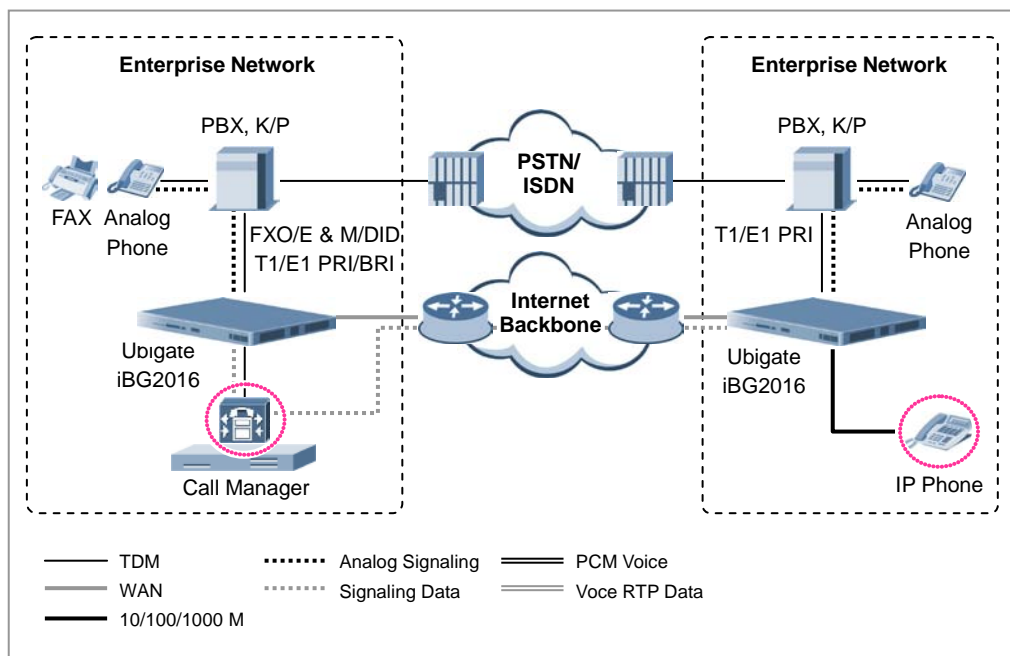 Enterprise Network
PBX, K/P
FAX
Analog
Phone
FXO/E & M/DID
T1/E1 PRI/BRI
Ubigate
iBG2016
Call Manager
PSTN/
ISDN
Internet
Backbone
Enterprise Network
PBX, K/P
Analog
Phone
T1/E1 PRI
Ubigate
iBG2016
IP Phone
TDM
Analog Signaling
PCM Voice
WAN
Signaling Data
Voce RTP Data
10/100/1000 M